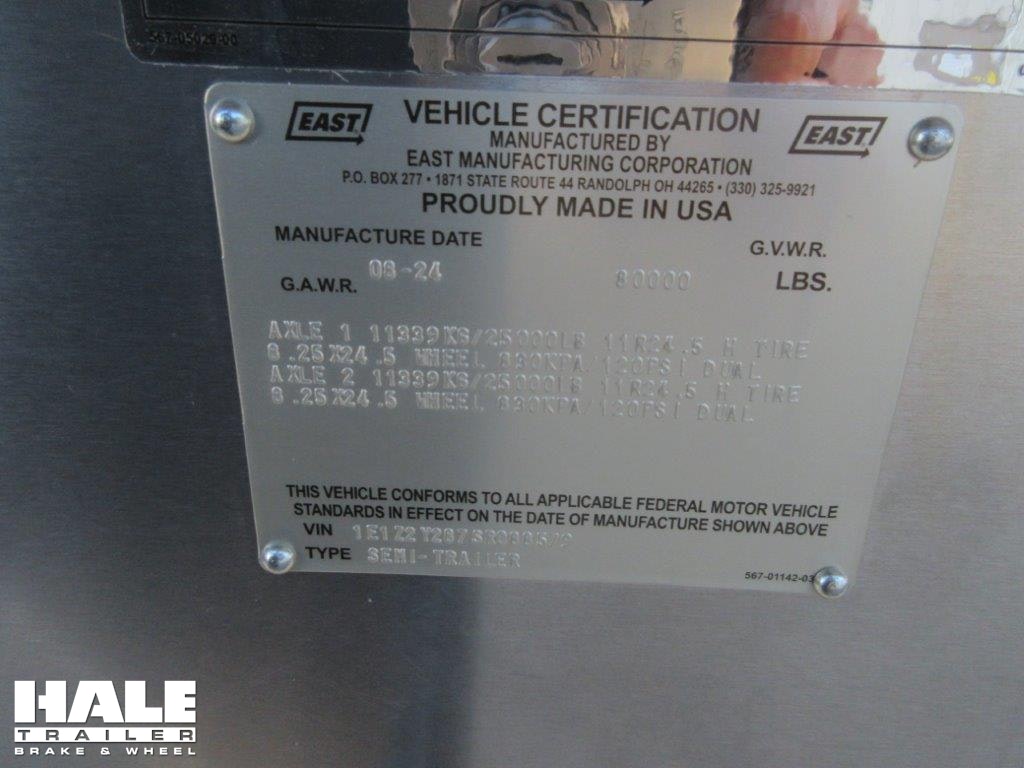 567-05029-00
EAST VEHICLE CERTIFICATION EAST
MANUFACTURED BY
EAST MANUFACTURING CORPORATION
P.O. BOX 277 • 1871 STATE ROUTE 44 RANDOLPH OH 44265 • (330) 325-9921
PROUDLY MADE IN USA
MANUFACTURE DATE G.V.W.R.
08-24 80000 LBS.
G.A.W.R.
AXLE 1 11339KG/25000LB 11R24.5 H TIRE
8.25X24.5 WHEEL 830KPA/120PSI DUAL
AXLE 2 11339KG/25000LB 11R24.5 H TIRE
8.25X24.5 WHEEL 830KPA/120PSI DUAL
THIS VEHICLE CONFORMS TO ALL APPLICABLE FEDERAL MOTOR VEHICLE
STANDARDS IN EFFECT ON THE DATE OF MANUFACTURE SHOWN ABOVE
VIN
TYPE SEMI-TRAILER
567-01142-03
HALE
TRAILER
BRAKE & WHEEL